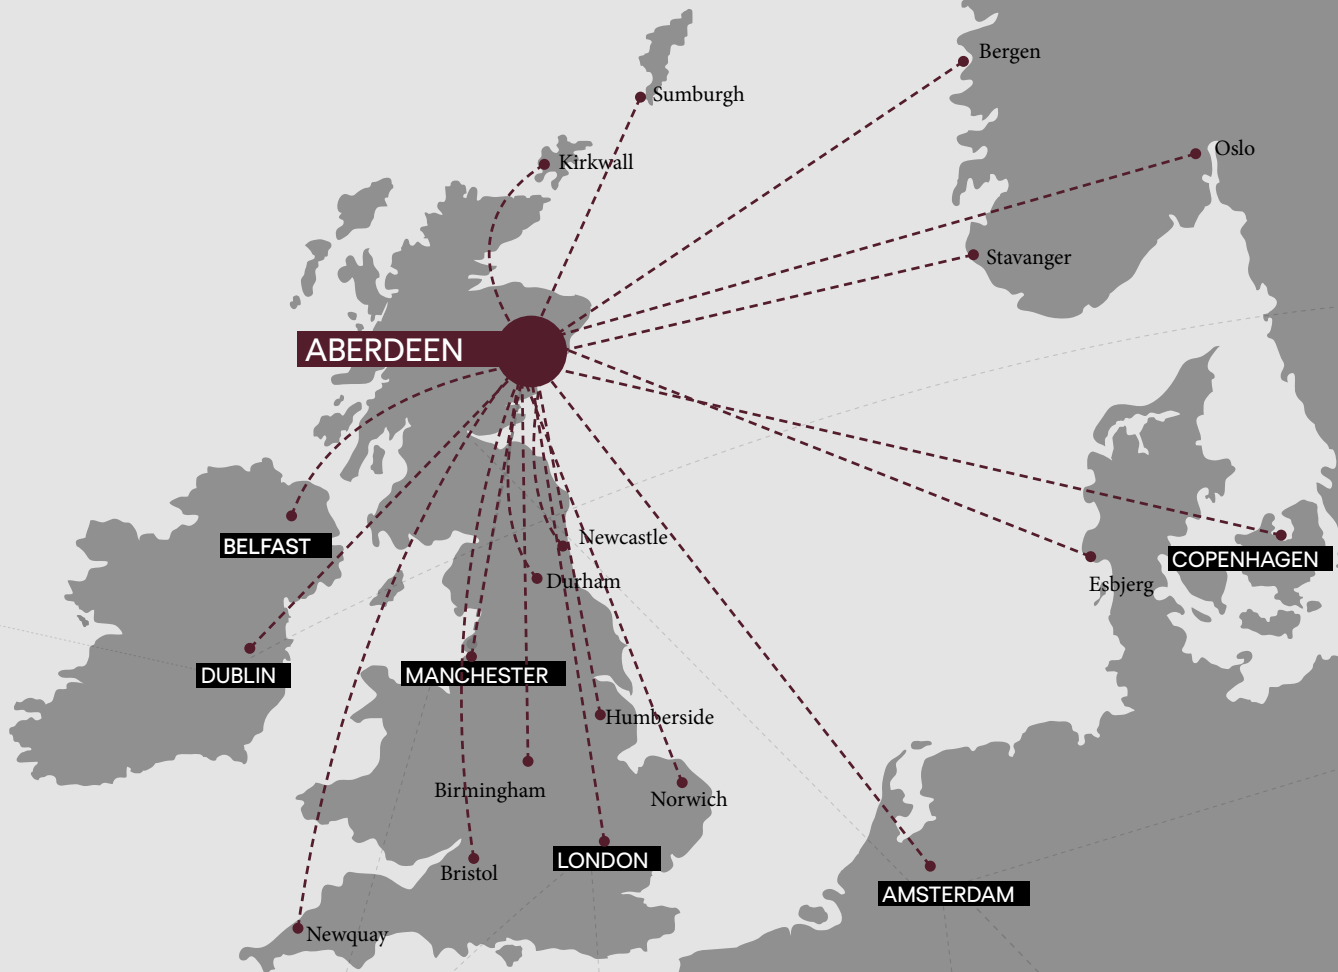 Bergen
Sumburgh
Oslo
Kirkwall
Stavanger
ABERDEEN
Newcastle
BELFAST
COPENHAGEN
Durham
Esbjerg
DUBLIN
MANCHESTER
Humberside
Birmingham
Norwich
LONDON
Bristol
AMSTERDAM
Newquay